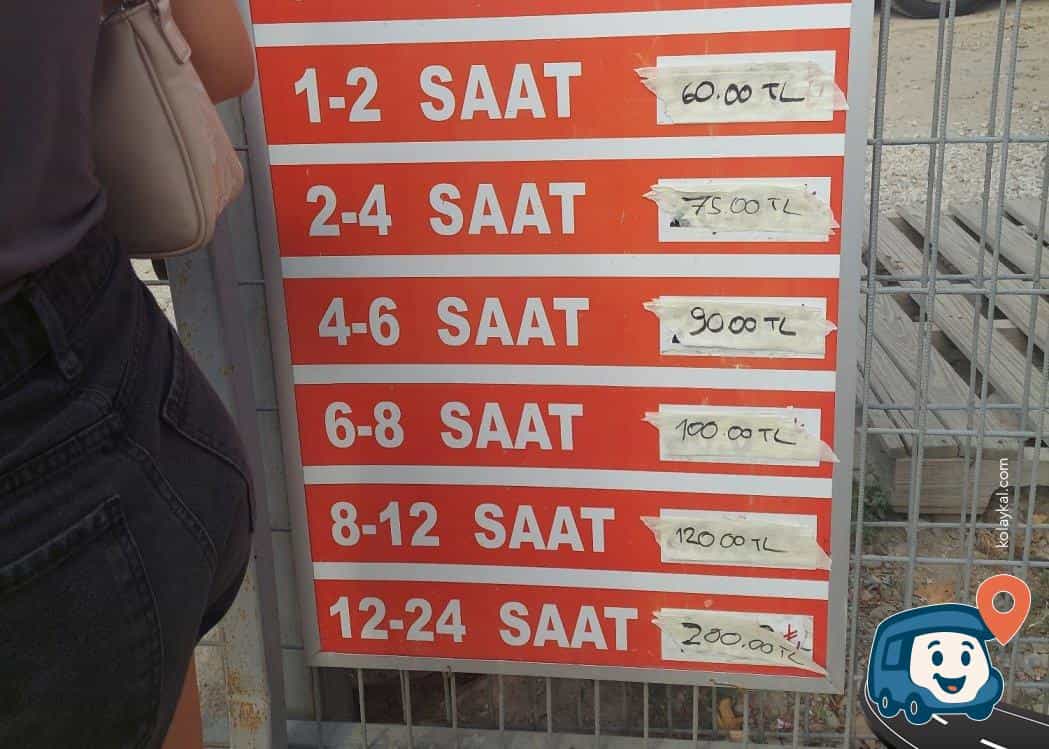 1-2 SAAT 60.00 TL
2-4 SAAT 75.00 TL
4-6 SAAT 90.00 TL
6-8 SAAT 100.00 TL
8-12 SAAT 120.00 TL
12-24 SAAT 200.00 TL
kolaykal.com